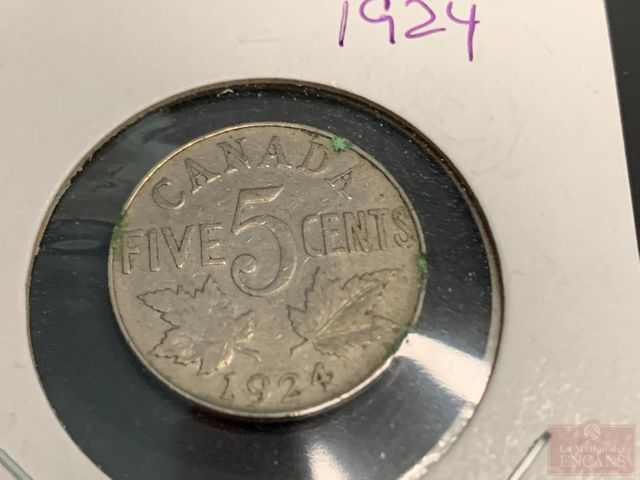 1924
CANADA
FIVE 5 CENTS
1924
La Maison des
ENCANS